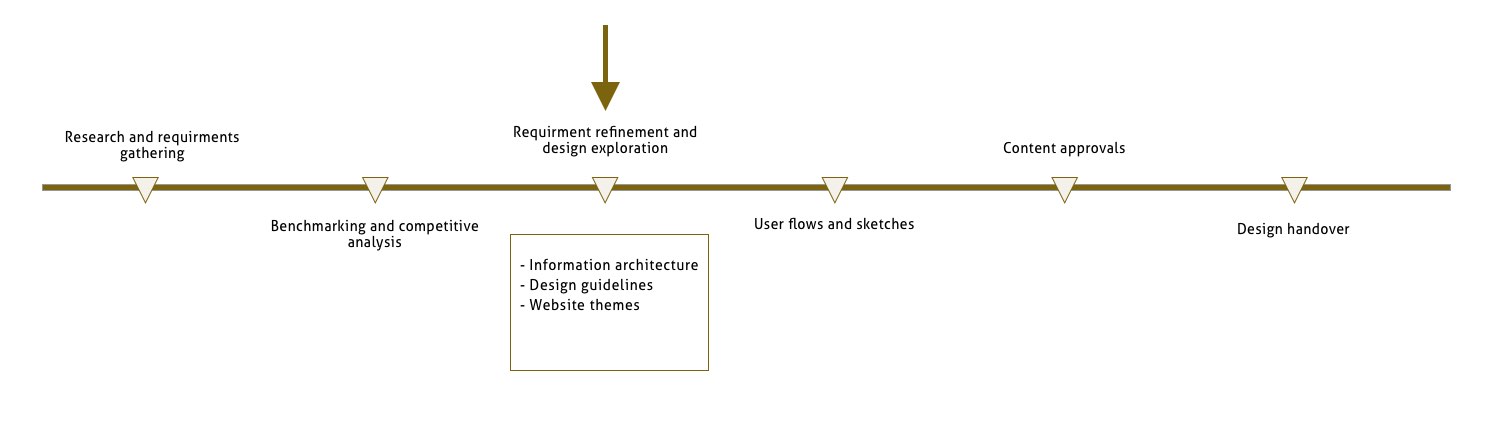 Research and requirments
gathering
Benchmarking and competitive
analysis
Requirment refinement and
design exploration
- Information architecture
- Design guidelines
- Website themes
User flows and sketches
Content approvals
Design handover